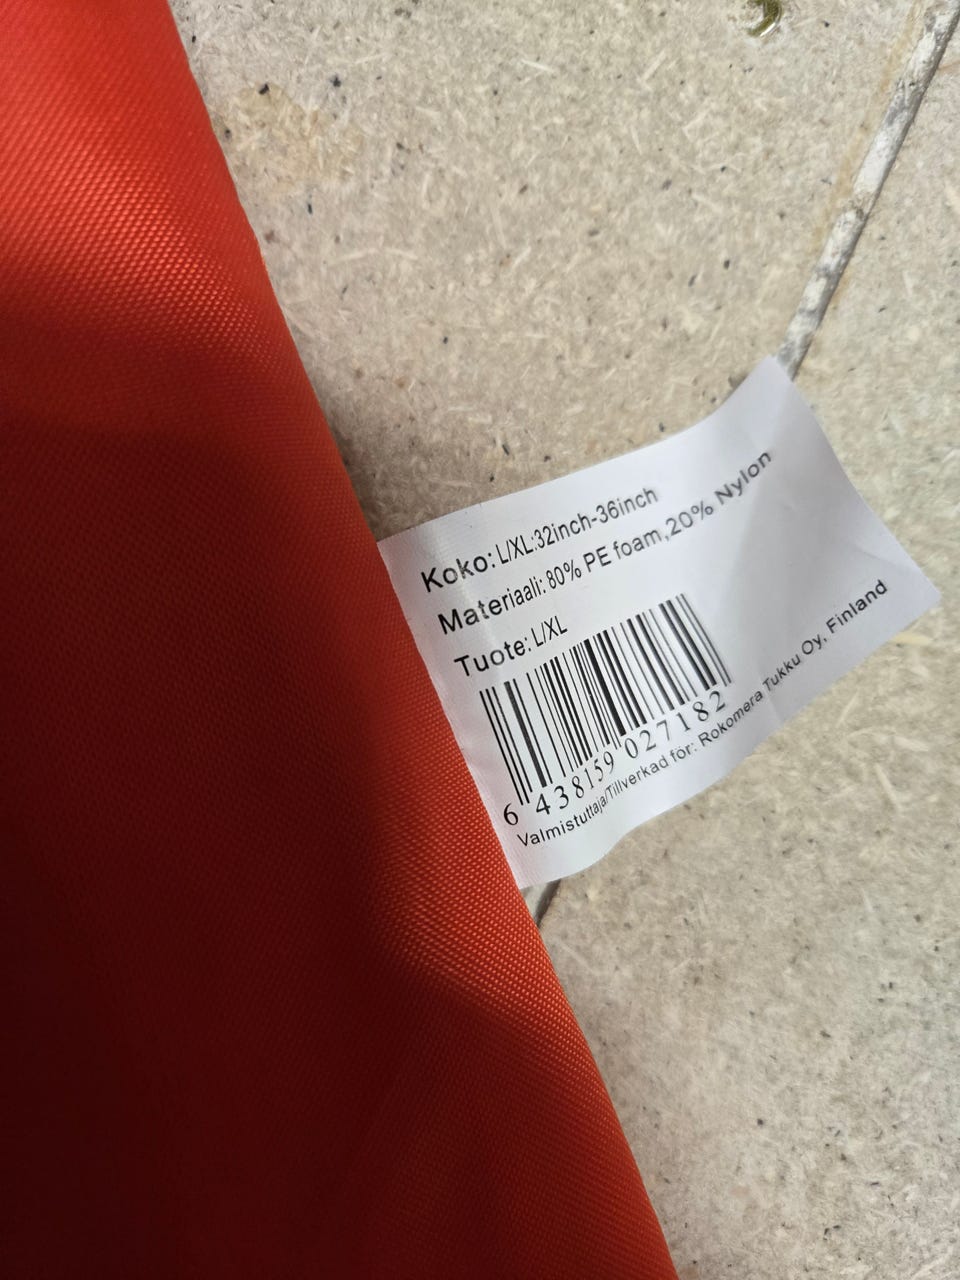 Koko: L/XL:32inch-36inch
Materiaali: 80% PE foam,20% Nylon
Tuote: L/XL
6 438159 027182
Valmistuttaja/Tillverkad för: Rokomera Tukku Oy, Finland